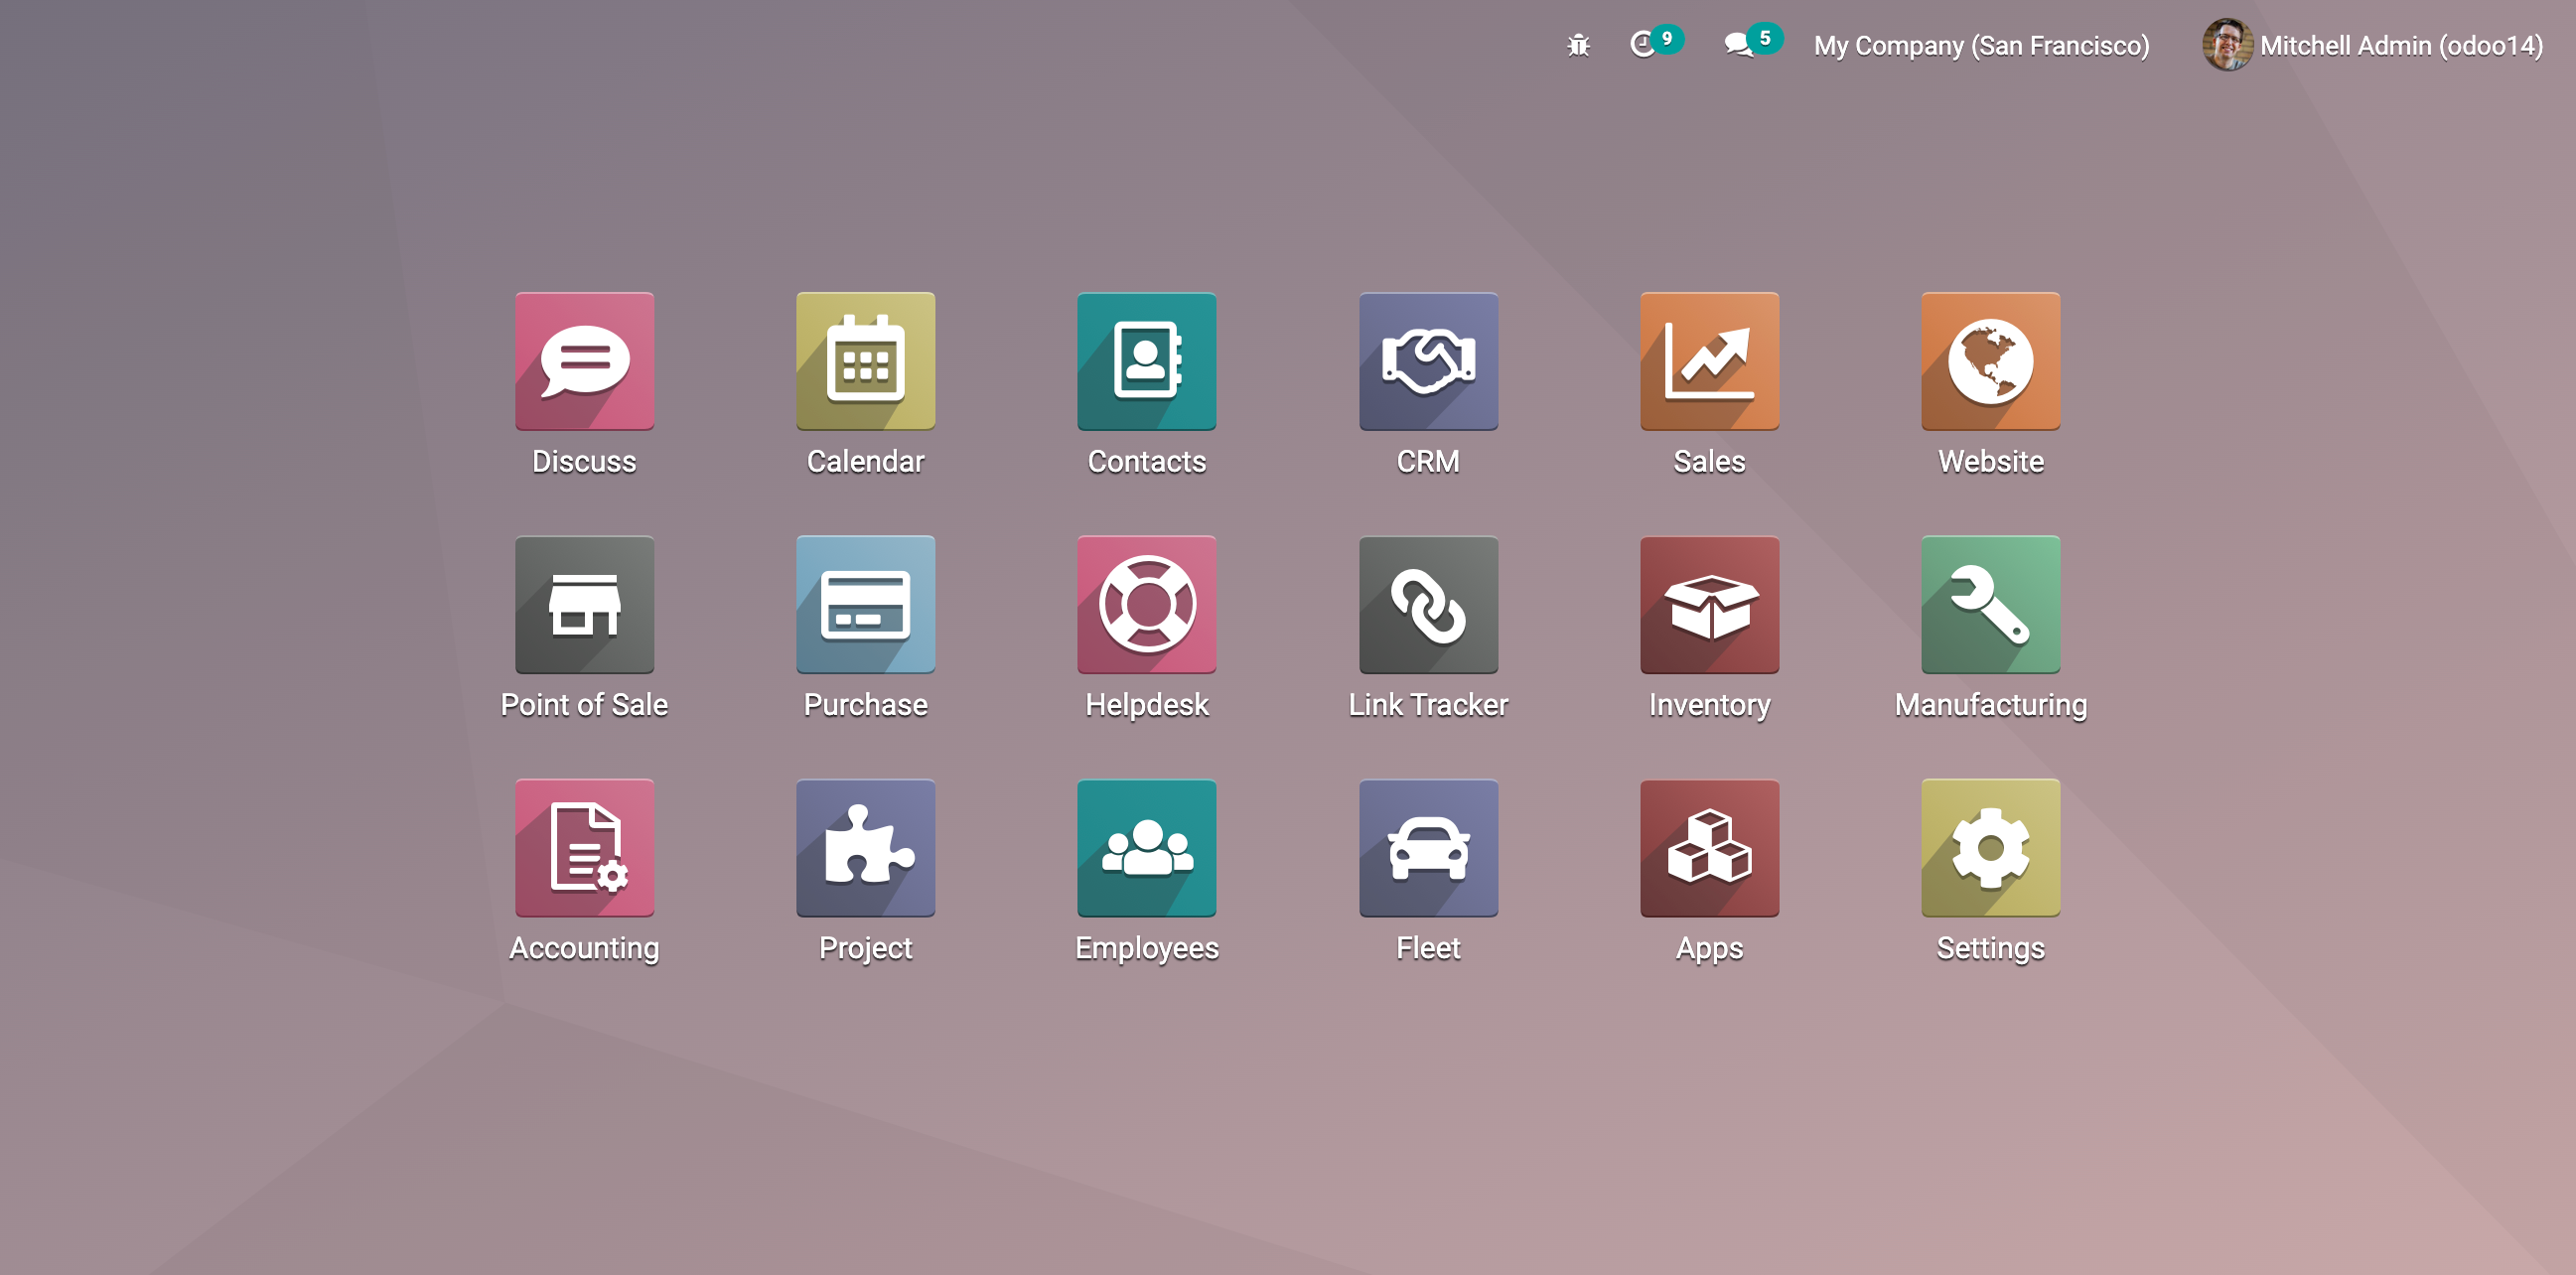 9 5 My Company (San Francisco) Mitchell Admin (odoo14)
Discuss Calendar Contacts CRM Sales Website
Point of Sale Purchase Helpdesk Link Tracker Inventory Manufacturing
Accounting Project Employees Fleet Apps Settings